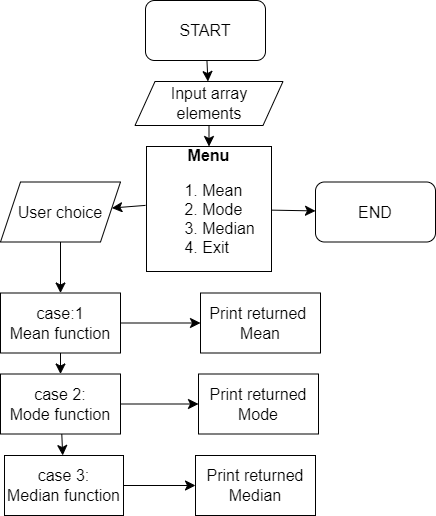 START
Input array
elements
Menu
1. Mean
2. Mode
3. Median
4. Exit
User choice
END
case:1
Mean function
Print returned
Mean
case 2:
Mode function
Print returned
Mode
case 3:
Median function
Print returned
Median